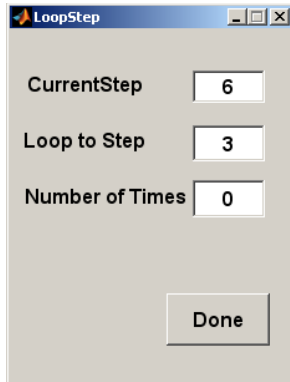 LoopStep
CurrentStep 6
Loop to Step 3
Number of Times 0
Done